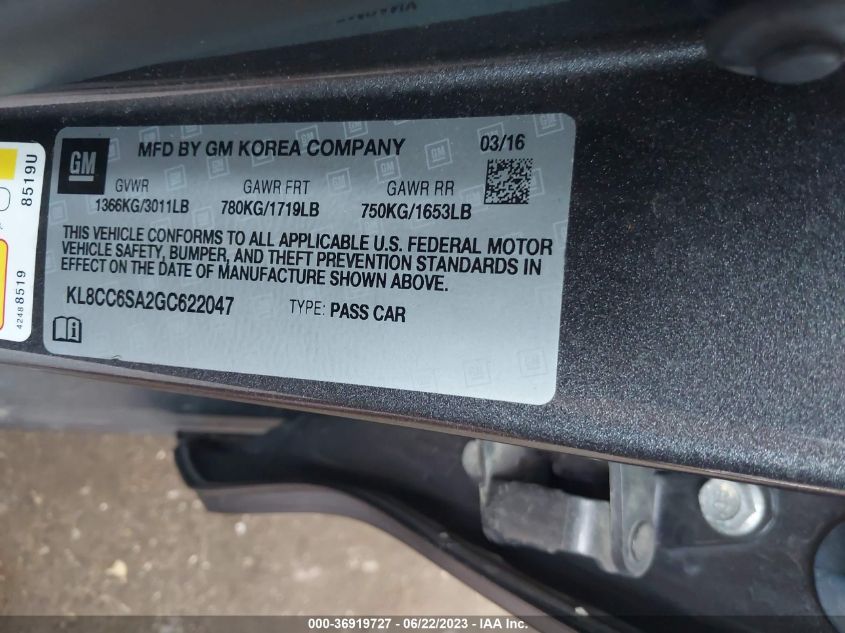 GM
MFD BY GM KOREA COMPANY 03/16
GVWR GAWR FRT GAWR RR
1366KG/3011LB 780KG/1719LB 750KG/1653LB
THIS VEHICLE CONFORMS TO ALL APPLICABLE U.S. FEDERAL MOTOR
VEHICLE SAFETY, BUMPER, AND THEFT PREVENTION STANDARDS IN
EFFECT ON THE DATE OF MANUFACTURE SHOWN ABOVE.
KL8CC6SA2GC622047 TYPE: PASS CAR
8519U
42488519
000-36919727 - 06/22/2023 - IAA Inc.